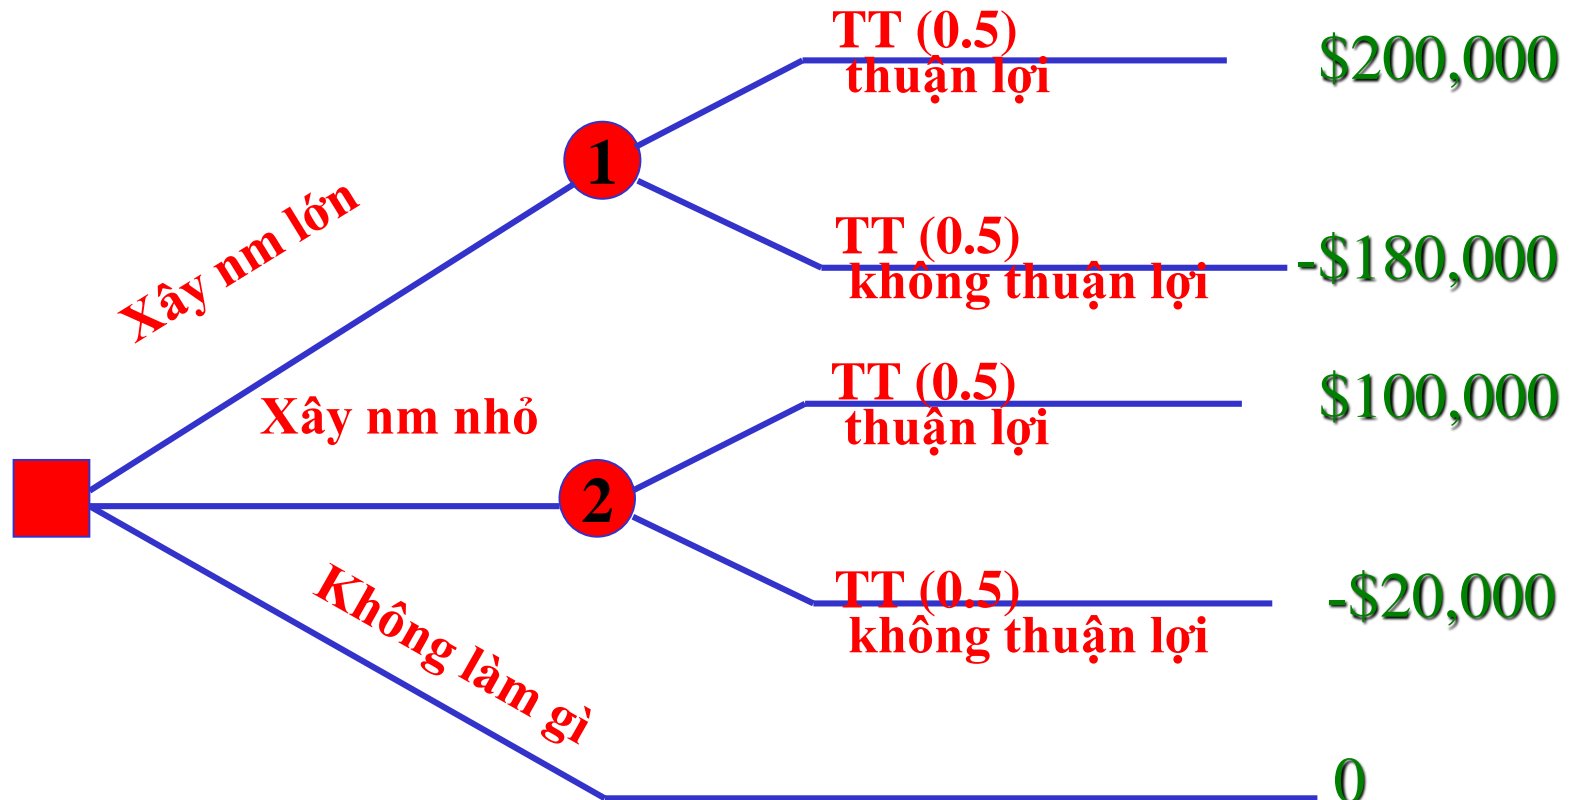 TT (0.5)
thuận lợi
$200,000
1
Xây nm lớn
TT (0.5)
không thuận lợi
-$180,000
TT (0.5)
thuận lợi
$100,000
Xây nm nhỏ
2
TT (0.5)
không thuận lợi
-$20,000
Không làm gì
0